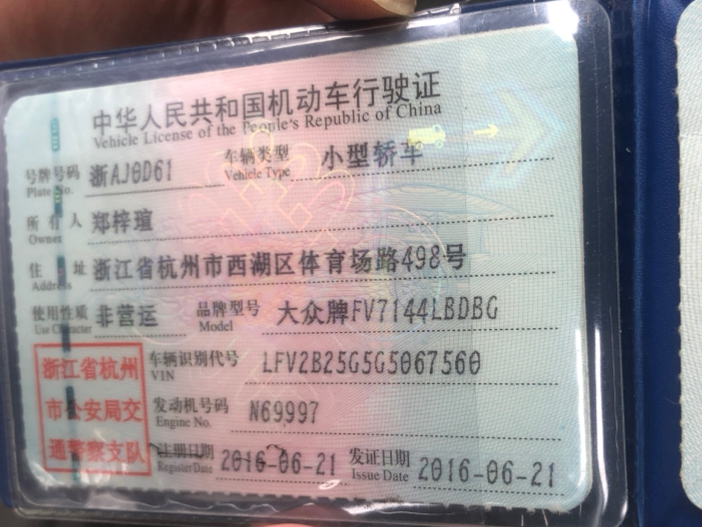 中华人民共和国机动车行驶证
Vehicle License of the People's Republic of China
号牌号码 浙AJ0D61 车辆类型 小型轿车
Plate No. Vehicle Type
所有人 郑梓瑄
Owner
住址 浙江省杭州市西湖区体育场路498号
Address
使用性质 非营运 品牌型号 大众牌FV7144LBDBG
Use Character Model
浙江省杭州 车辆识别代号 LFV2B25G5G5067560
VIN
市公安局交 发动机号码 N69997
Engine No.
通警察支队 注册日期 2016-06-21 发证日期 2016-06-21
Register Date Issue Date